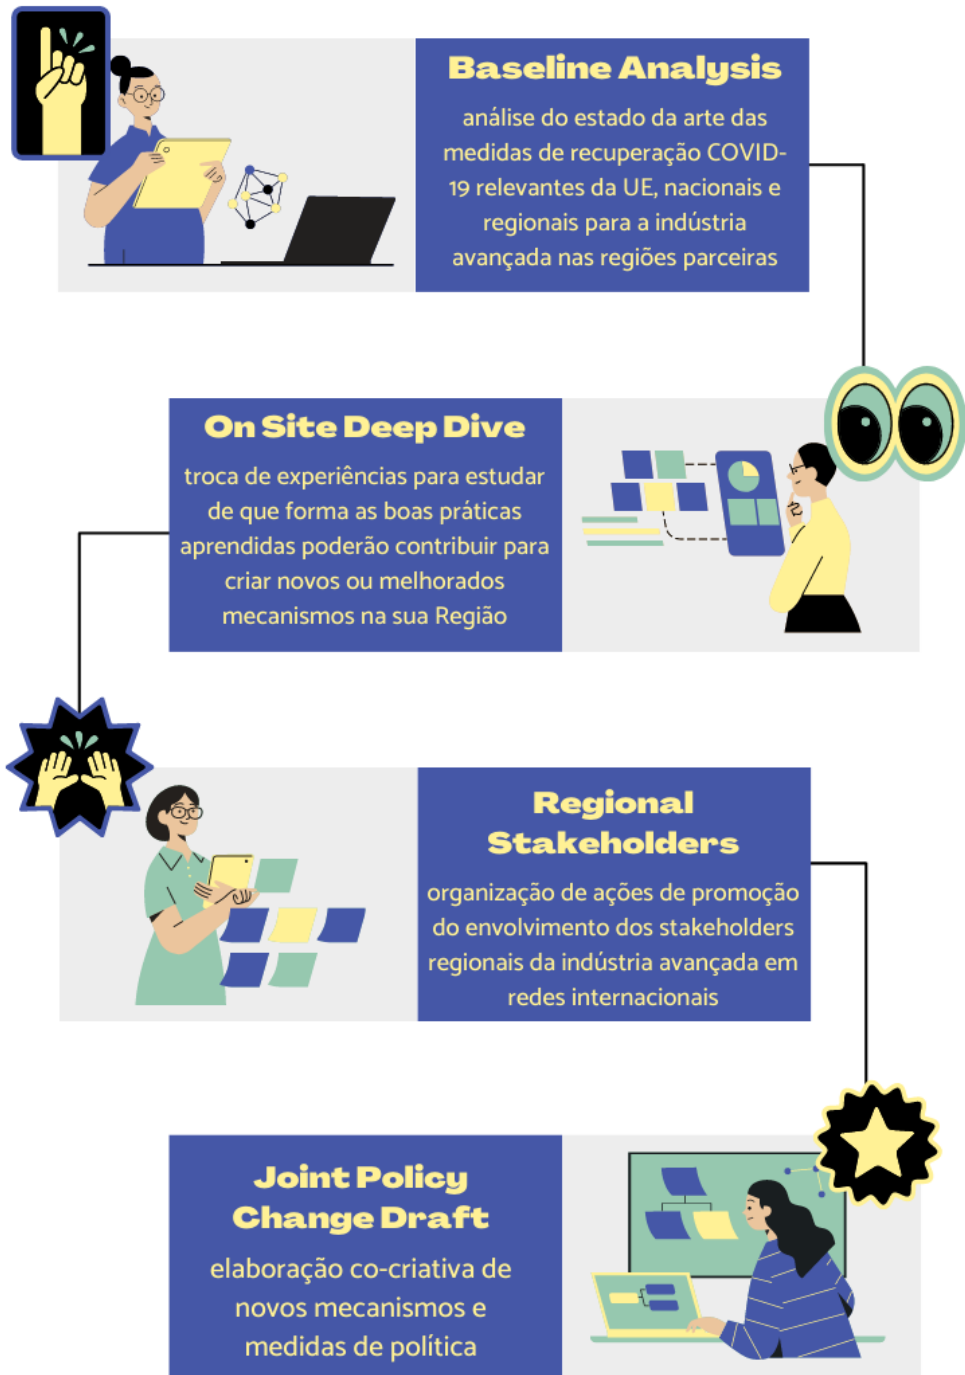 Baseline Analysis
análise do estado da arte das
medidas de recuperação COVID-
19 relevantes da UE, nacionais e
regionais para a indústria
avançada nas regiões parceiras
On Site Deep Dive
troca de experiências para estudar
de que forma as boas práticas
aprendidas poderão contribuir para
criar novos ou melhorados
mecanismos na sua Região
Regional
Stakeholders
organização de ações de promoção
do envolvimento dos stakeholders
regionais da indústria avançada em
redes internacionais
Joint Policy
Change Draft
elaboração co-criativa de
novos mecanismos e
medidas de política